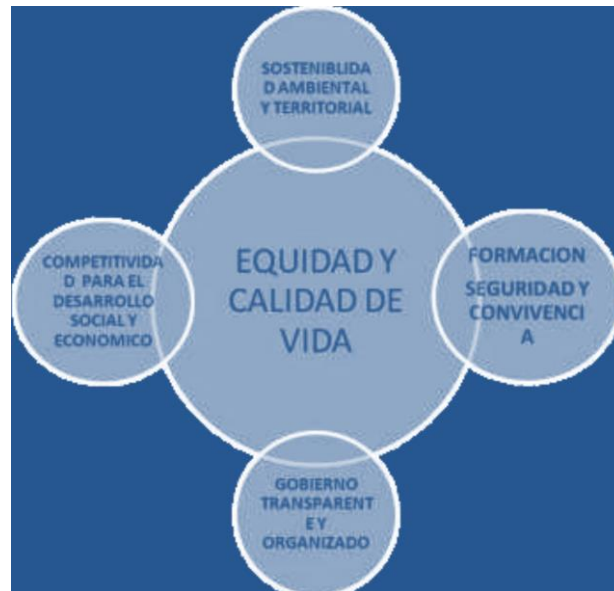 SOSTENIBLIDA
D AMBIENTAL
Y TERRITORIAL
COMPETITIVIDA
D PARA EL
DESARROLLO
SOCIAL Y
ECONOMICO
EQUIDAD Y
CALIDAD DE
VIDA
FORMACION
SEGURIDAD Y
CONVIVENCI
A
GOBIERNO
TRANSPARENT
E Y
ORGANIZADO